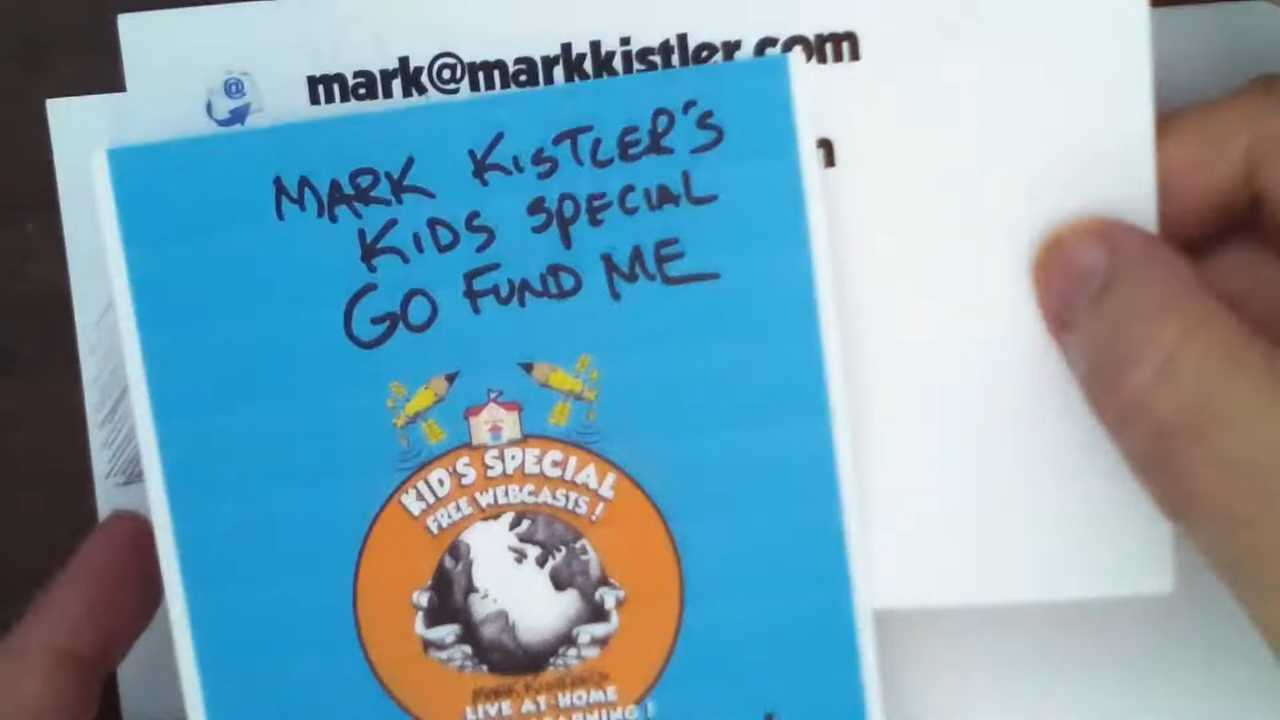 mark@markkistler.com
MARK KISTLER'S
KIDS SPECIAL
GO FUND ME
KID'S SPECIAL
FREE WEBCASTS!
LIVE AT-HOME